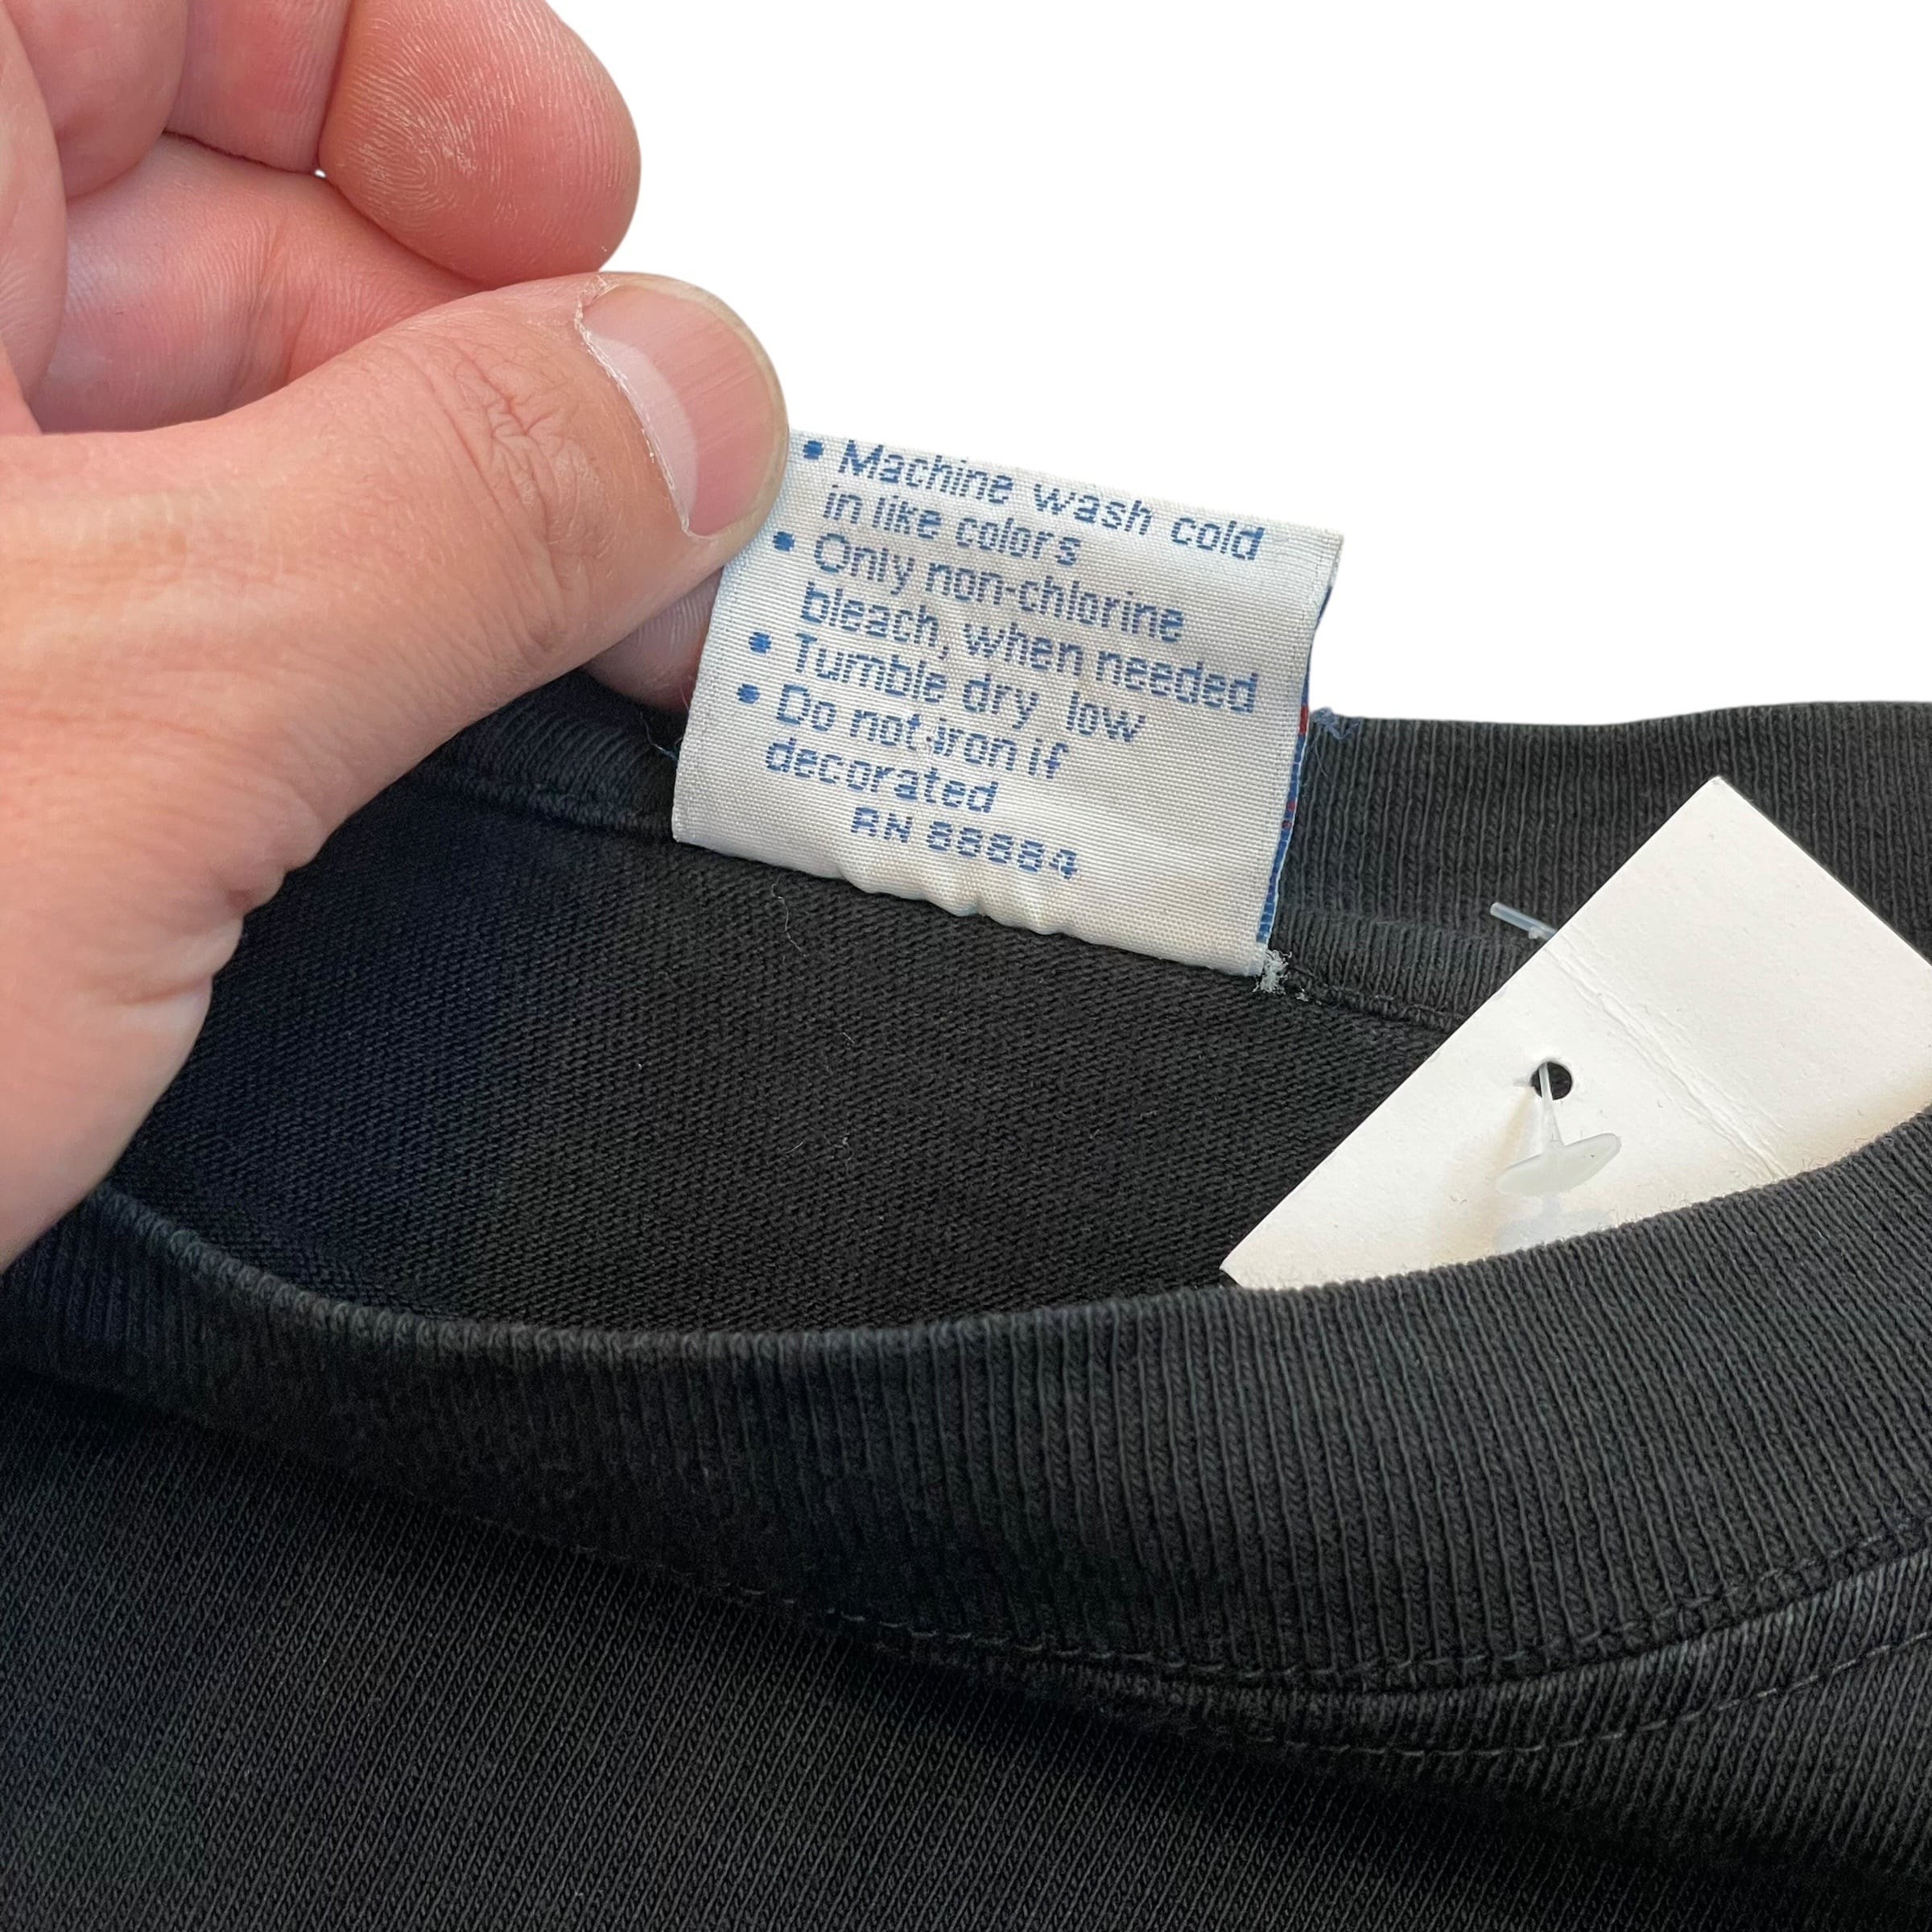 • Machine wash cold
in like colors
• Only non-chlorine
bleach, when needed
• Tumble dry low
• Do not iron if
decorated
RN 88884